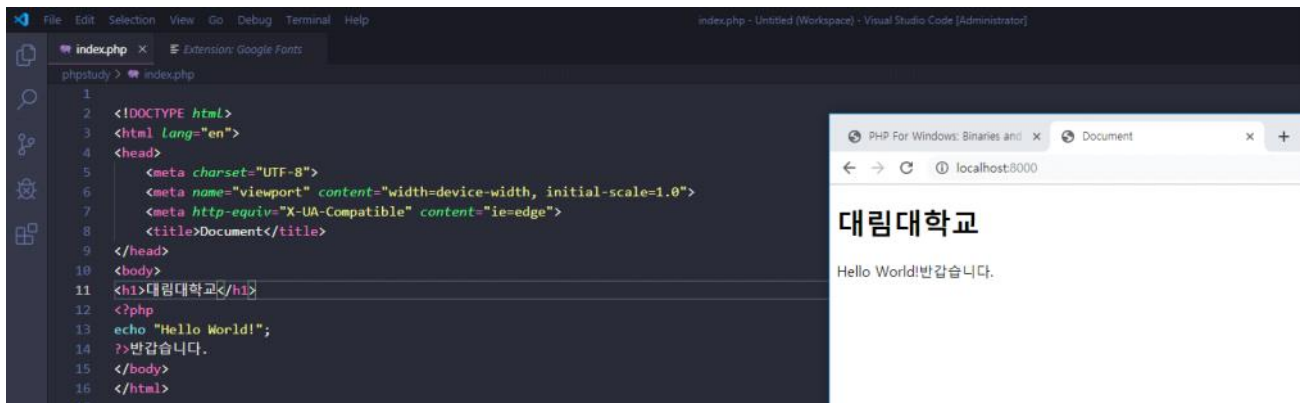 File Edit Selection View Go Debug Terminal Help
index.php - Untitled (Workspace) - Visual Studio Code [Administrator]
index.php × Extension: Google Fonts
phpstudy > index.php
1
2 <!DOCTYPE html>
3 <html lang="en">
4 <head>
5 <meta charset="UTF-8">
6 <meta name="viewport" content="width=device-width, initial-scale=1.0">
7 <meta http-equiv="X-UA-Compatible" content="ie=edge">
8 <title>Document</title>
9 </head>
10 <body>
11 <h1>대림대학교</h1>
12 <?php
13 echo "Hello World!";
14 ?>반갑습니다.
15 </body>
16 </html>
PHP For Windows: Binaries and × Document × +
localhost:8000
대림대학교
Hello World!반갑습니다.